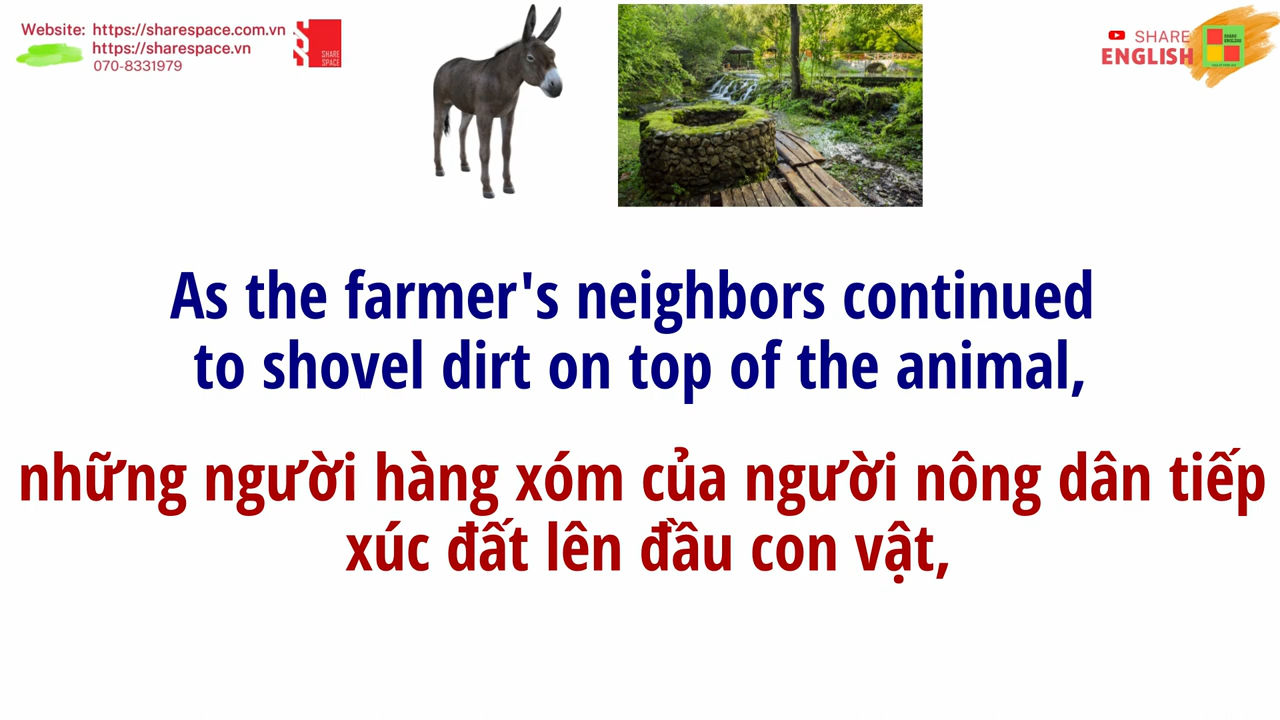 Website: https://sharespace.com.vn
https://sharespace.vn
070-8331979
SHARE
SPACE
SHARE
ENGLISH
As the farmer's neighbors continued
to shovel dirt on top of the animal,
những người hàng xóm của người nông dân tiếp
xúc đất lên đầu con vật,